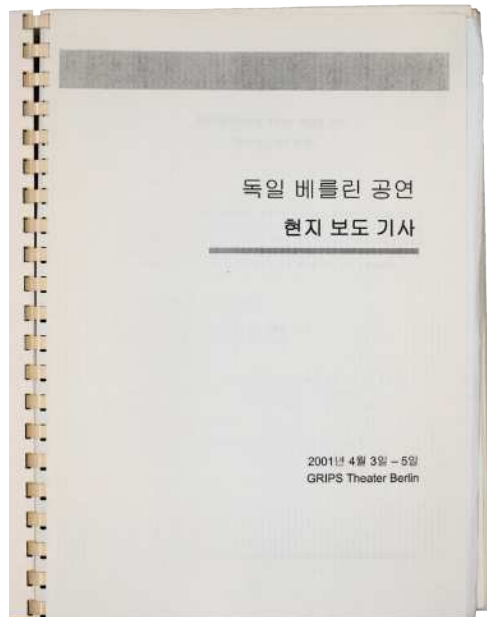 독일 베를린 공연
현지 보도 기사
2001년 4월 3일 – 5일
GRIPS Theater Berlin